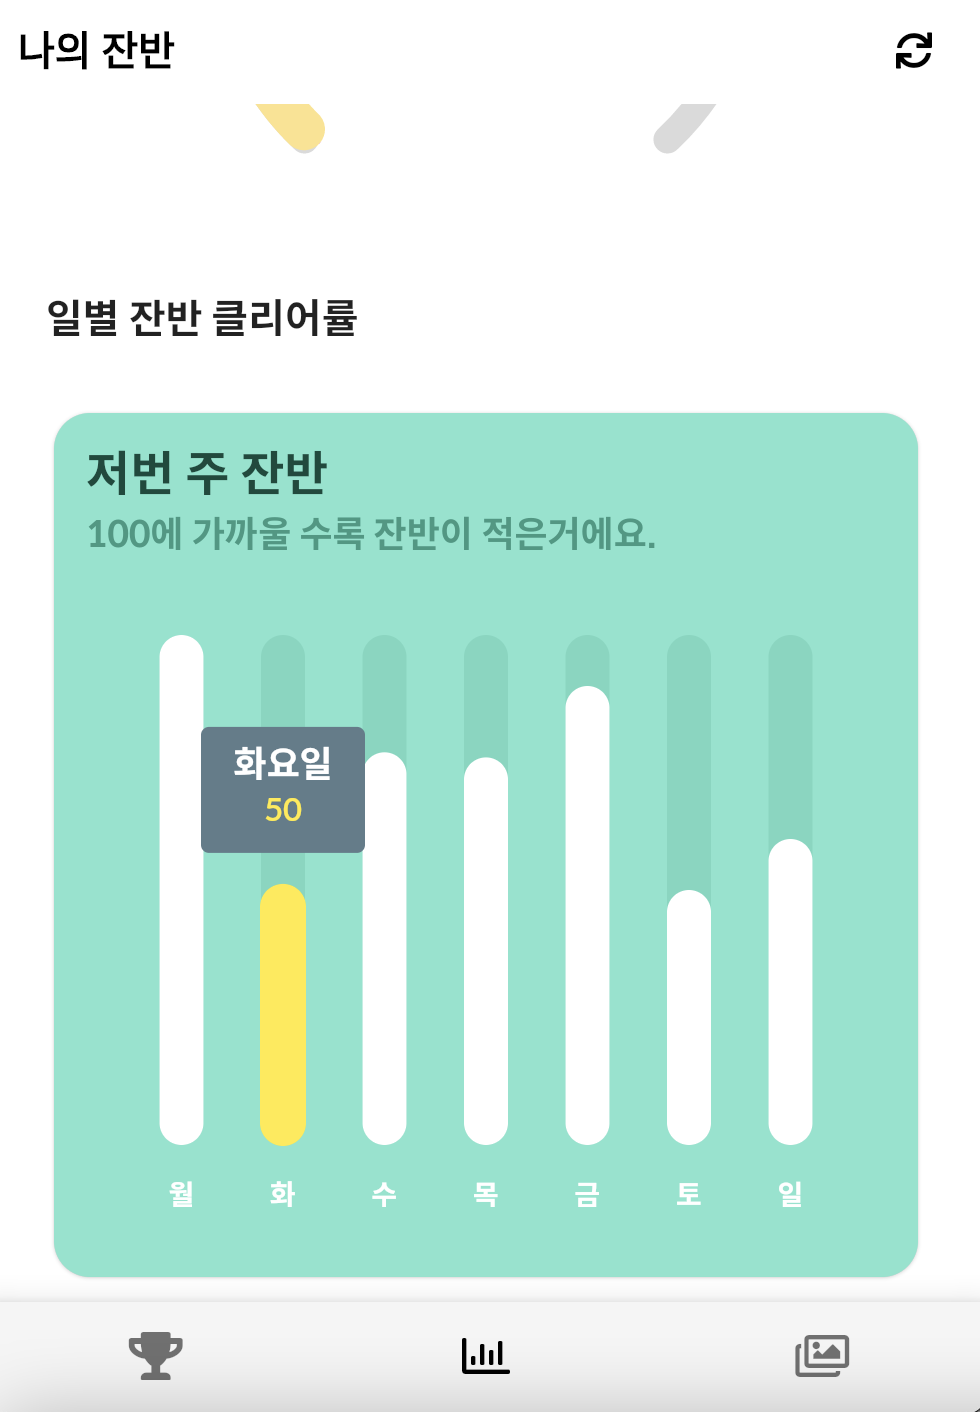 나의 잔반
일별 잔반 클리어률
저번 주 잔반
100에 가까울 수록 잔반이 적은거에요.
화요일
50
월 화 수 목 금 토 일